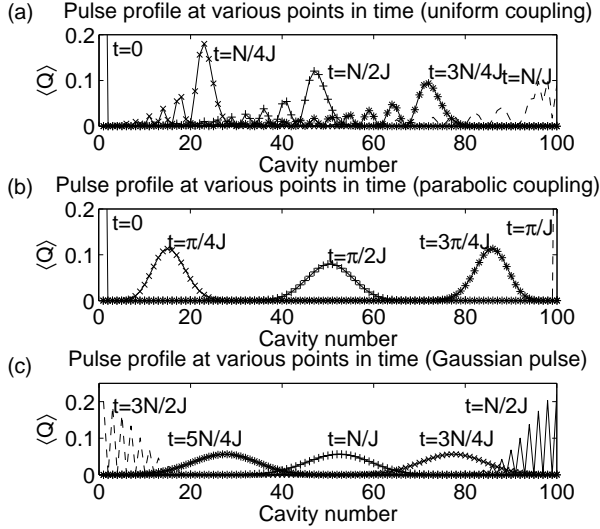 (a) Pulse profile at various points in time (uniform coupling)
0.2
t=0
t=N/4J
t=N/2J
t=3N/4J
t=N/J
0.1
⟨Q⟩
0
0 20 40 60 80 100
Cavity number
(b) Pulse profile at various points in time (parabolic coupling)
0.2
t=0
t=π/J
t=π/4J
t=π/2J
t=3π/4J
0.1
⟨Q⟩
0
0 20 40 60 80 100
Cavity number
(c) Pulse profile at various points in time (Gaussian pulse)
0.2
t=3N/2J
t=N/2J
t=5N/4J
t=N/J
t=3N/4J
0.1
⟨Q⟩
0
0 20 40 60 80 100
Cavity number